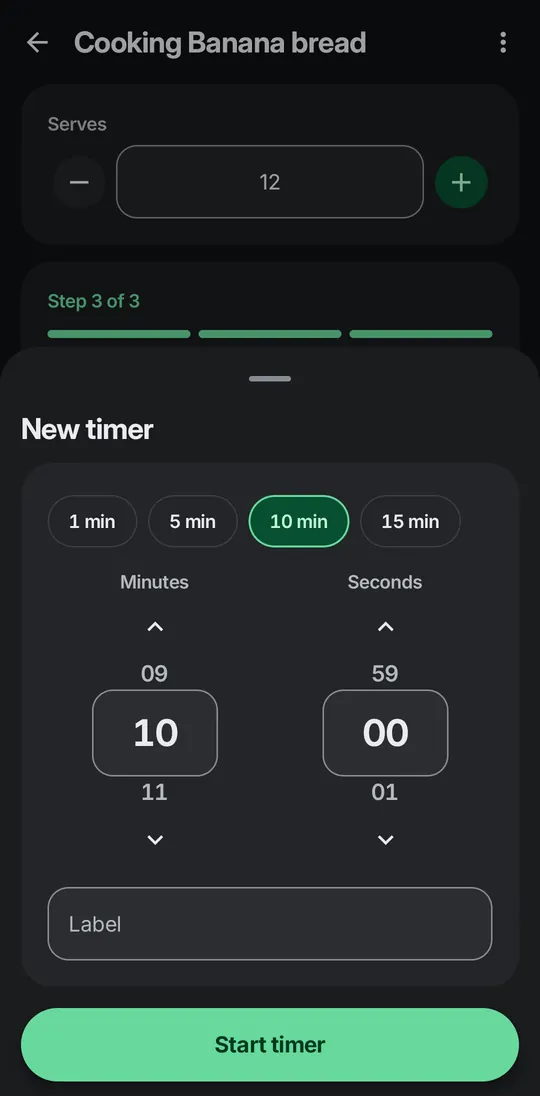 Cooking Banana bread
Serves
12
Step 3 of 3
New timer
1 min 5 min 10 min 15 min
Minutes Seconds
09 59
10 00
11 01
Label
Start timer